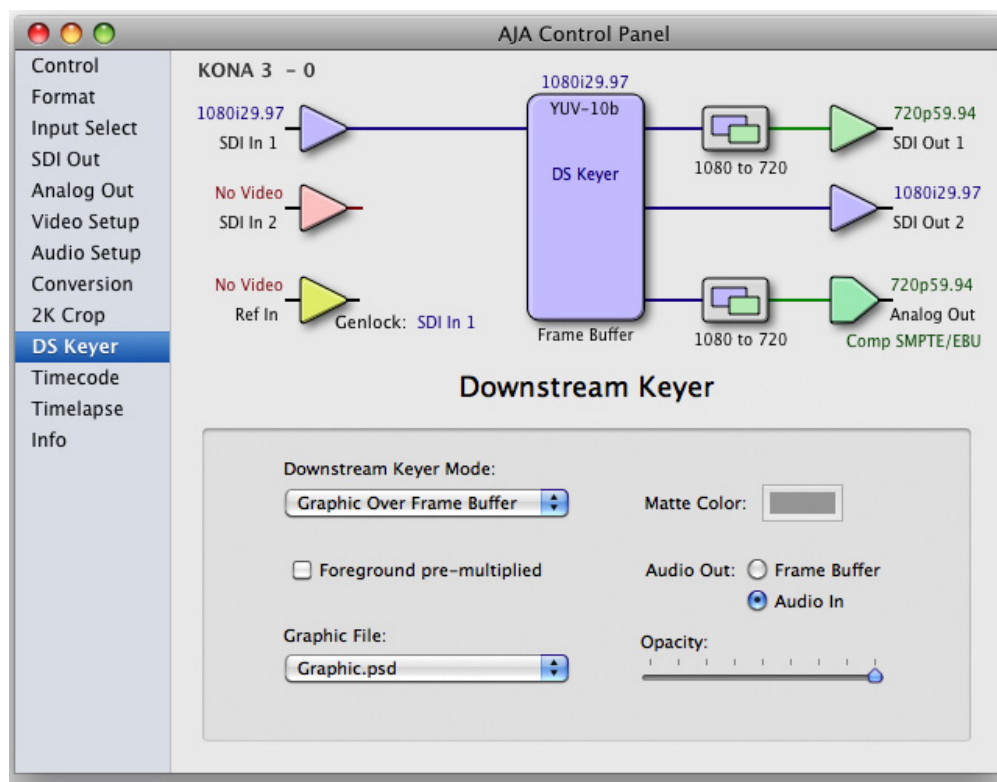 AJA Control Panel
Control
Format
Input Select
SDI Out
Analog Out
Video Setup
Audio Setup
Conversion
2K Crop
DS Keyer
Timecode
Timelapse
Info
KONA 3 - 0
1080i29.97
SDI In 1
No Video
SDI In 2
No Video
Ref In
Genlock: SDI In 1
1080i29.97
YUV-10b
DS Keyer
Frame Buffer
1080 to 720
1080 to 720
720p59.94
SDI Out 1
1080i29.97
SDI Out 2
720p59.94
Analog Out
Comp SMPTE/EBU
Downstream Keyer
Downstream Keyer Mode:
Graphic Over Frame Buffer
Matte Color:
Foreground pre-multiplied
Audio Out: Frame Buffer
Audio In
Graphic File:
Graphic.psd
Opacity: